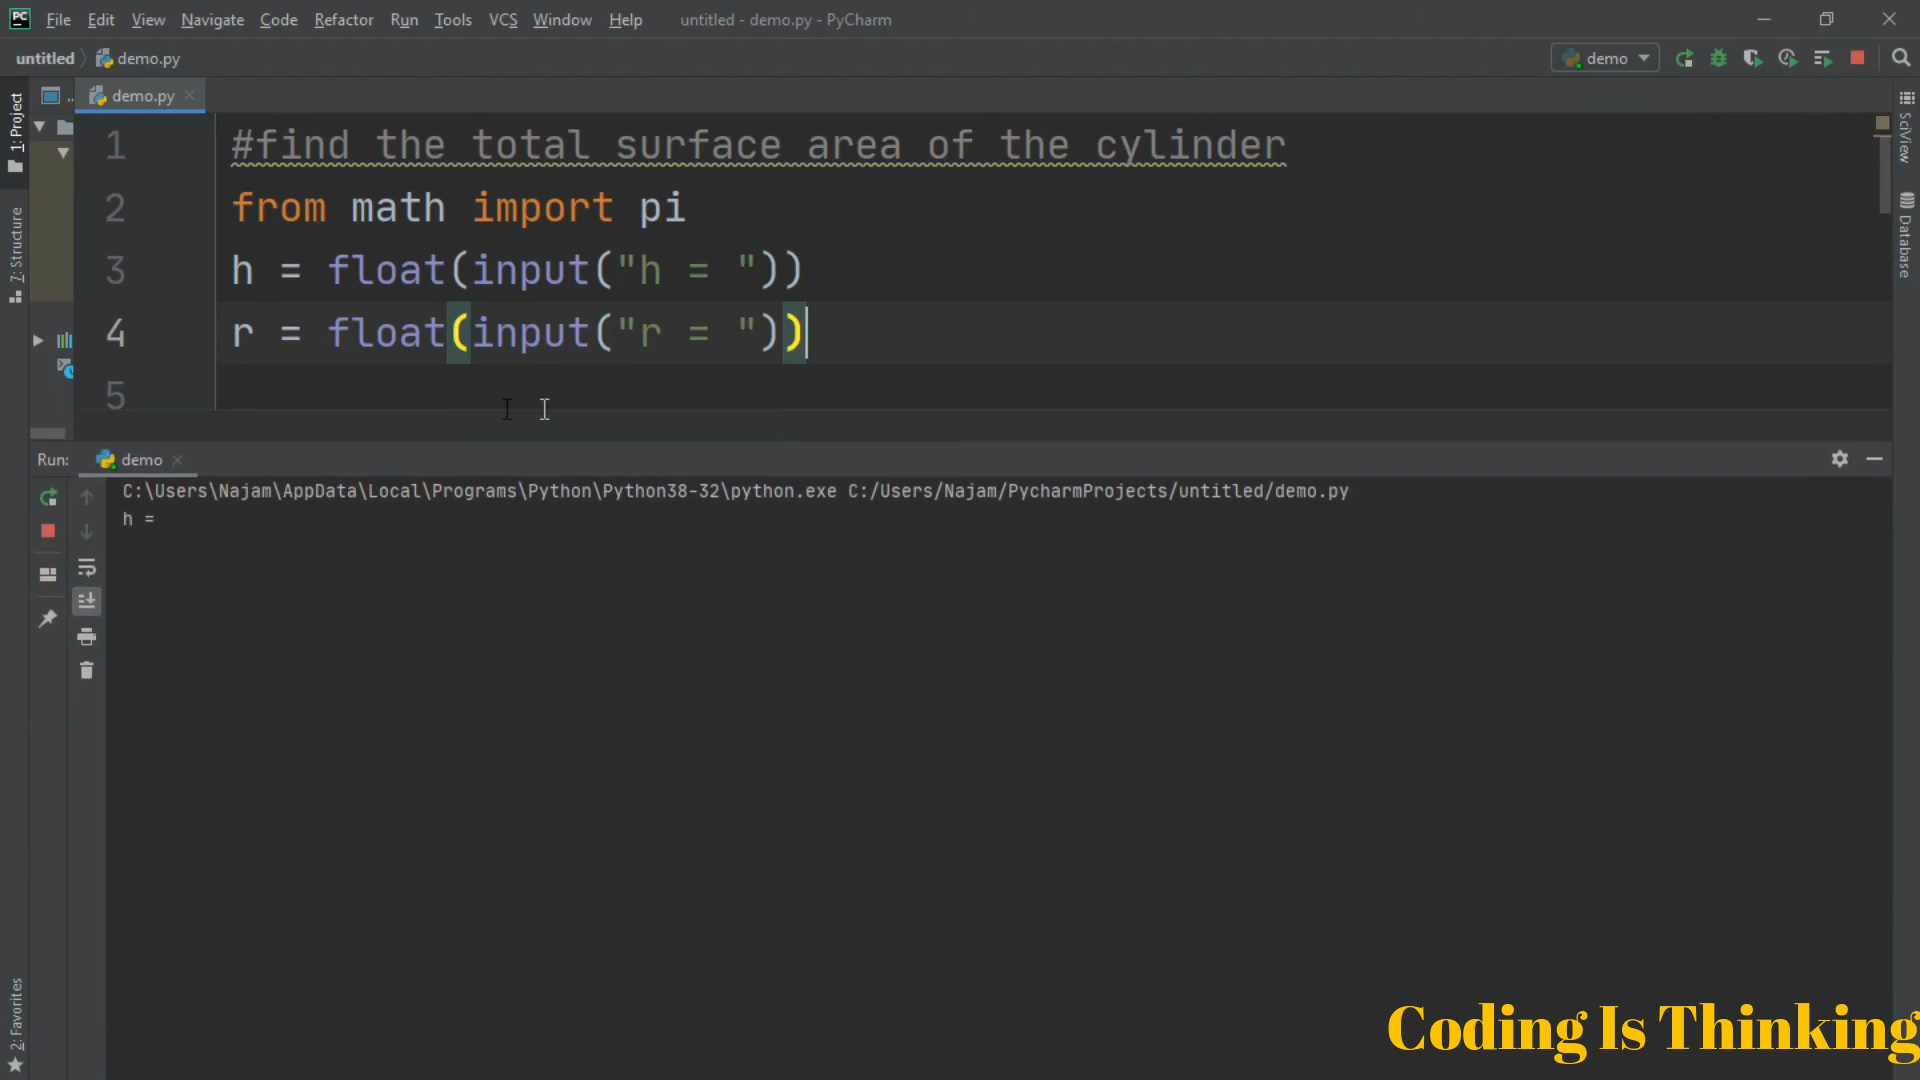 PC File Edit View Navigate Code Refactor Run Tools VCS Window Help untitled - demo.py - PyCharm
untitled demo.py demo
1: Project .. demo.py
1 #find the total surface area of the cylinder
2 from math import pi
3 h = float(input("h = "))
4 r = float(input("r = "))
5
7: Structure
SciView
Database
Run: demo
C:\Users\Najam\AppData\Local\Programs\Python\Python38-32\python.exe C:/Users/Najam/PycharmProjects/untitled/demo.py
h =
2: Favorites
Coding Is Thinking